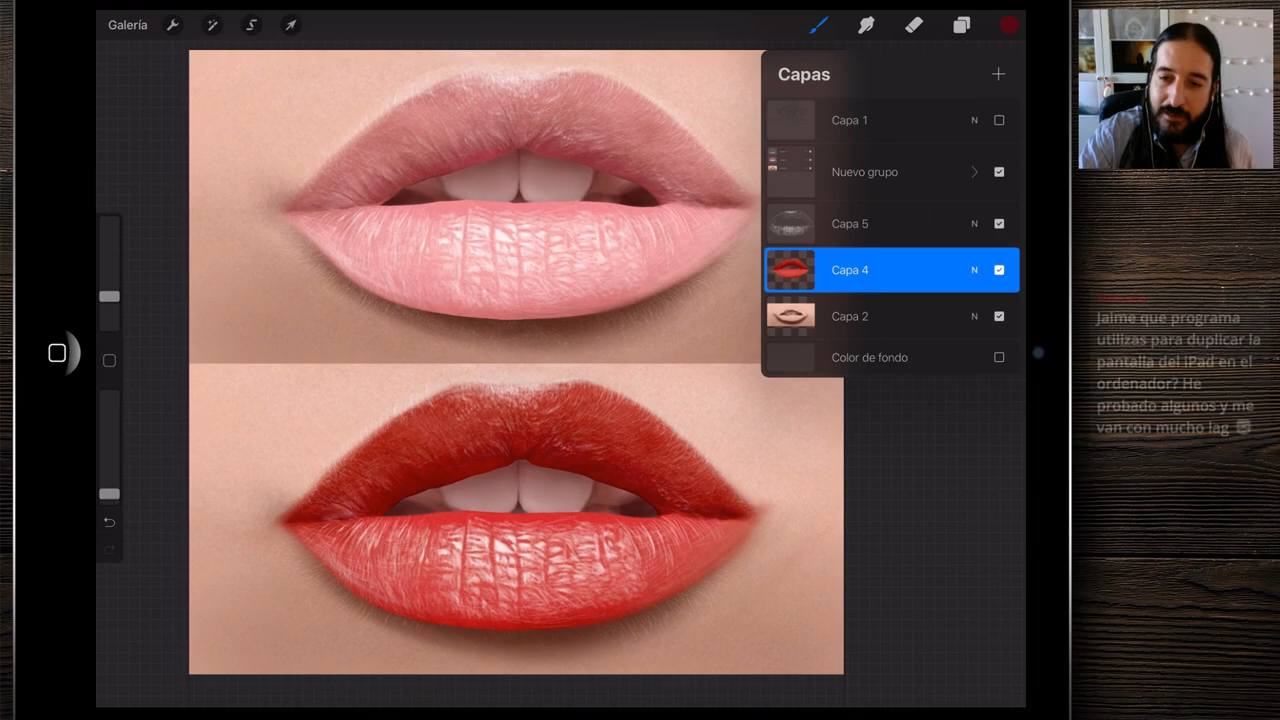 Galería
Capas
Capa 1 N
Nuevo grupo
Capa 5 N
Capa 4 N
Capa 2 N
Color de fondo
Jaime que programa
utilizas para duplicar la
pantalla del iPad en el
ordenador? He
probado algunos y me
van con mucho lag